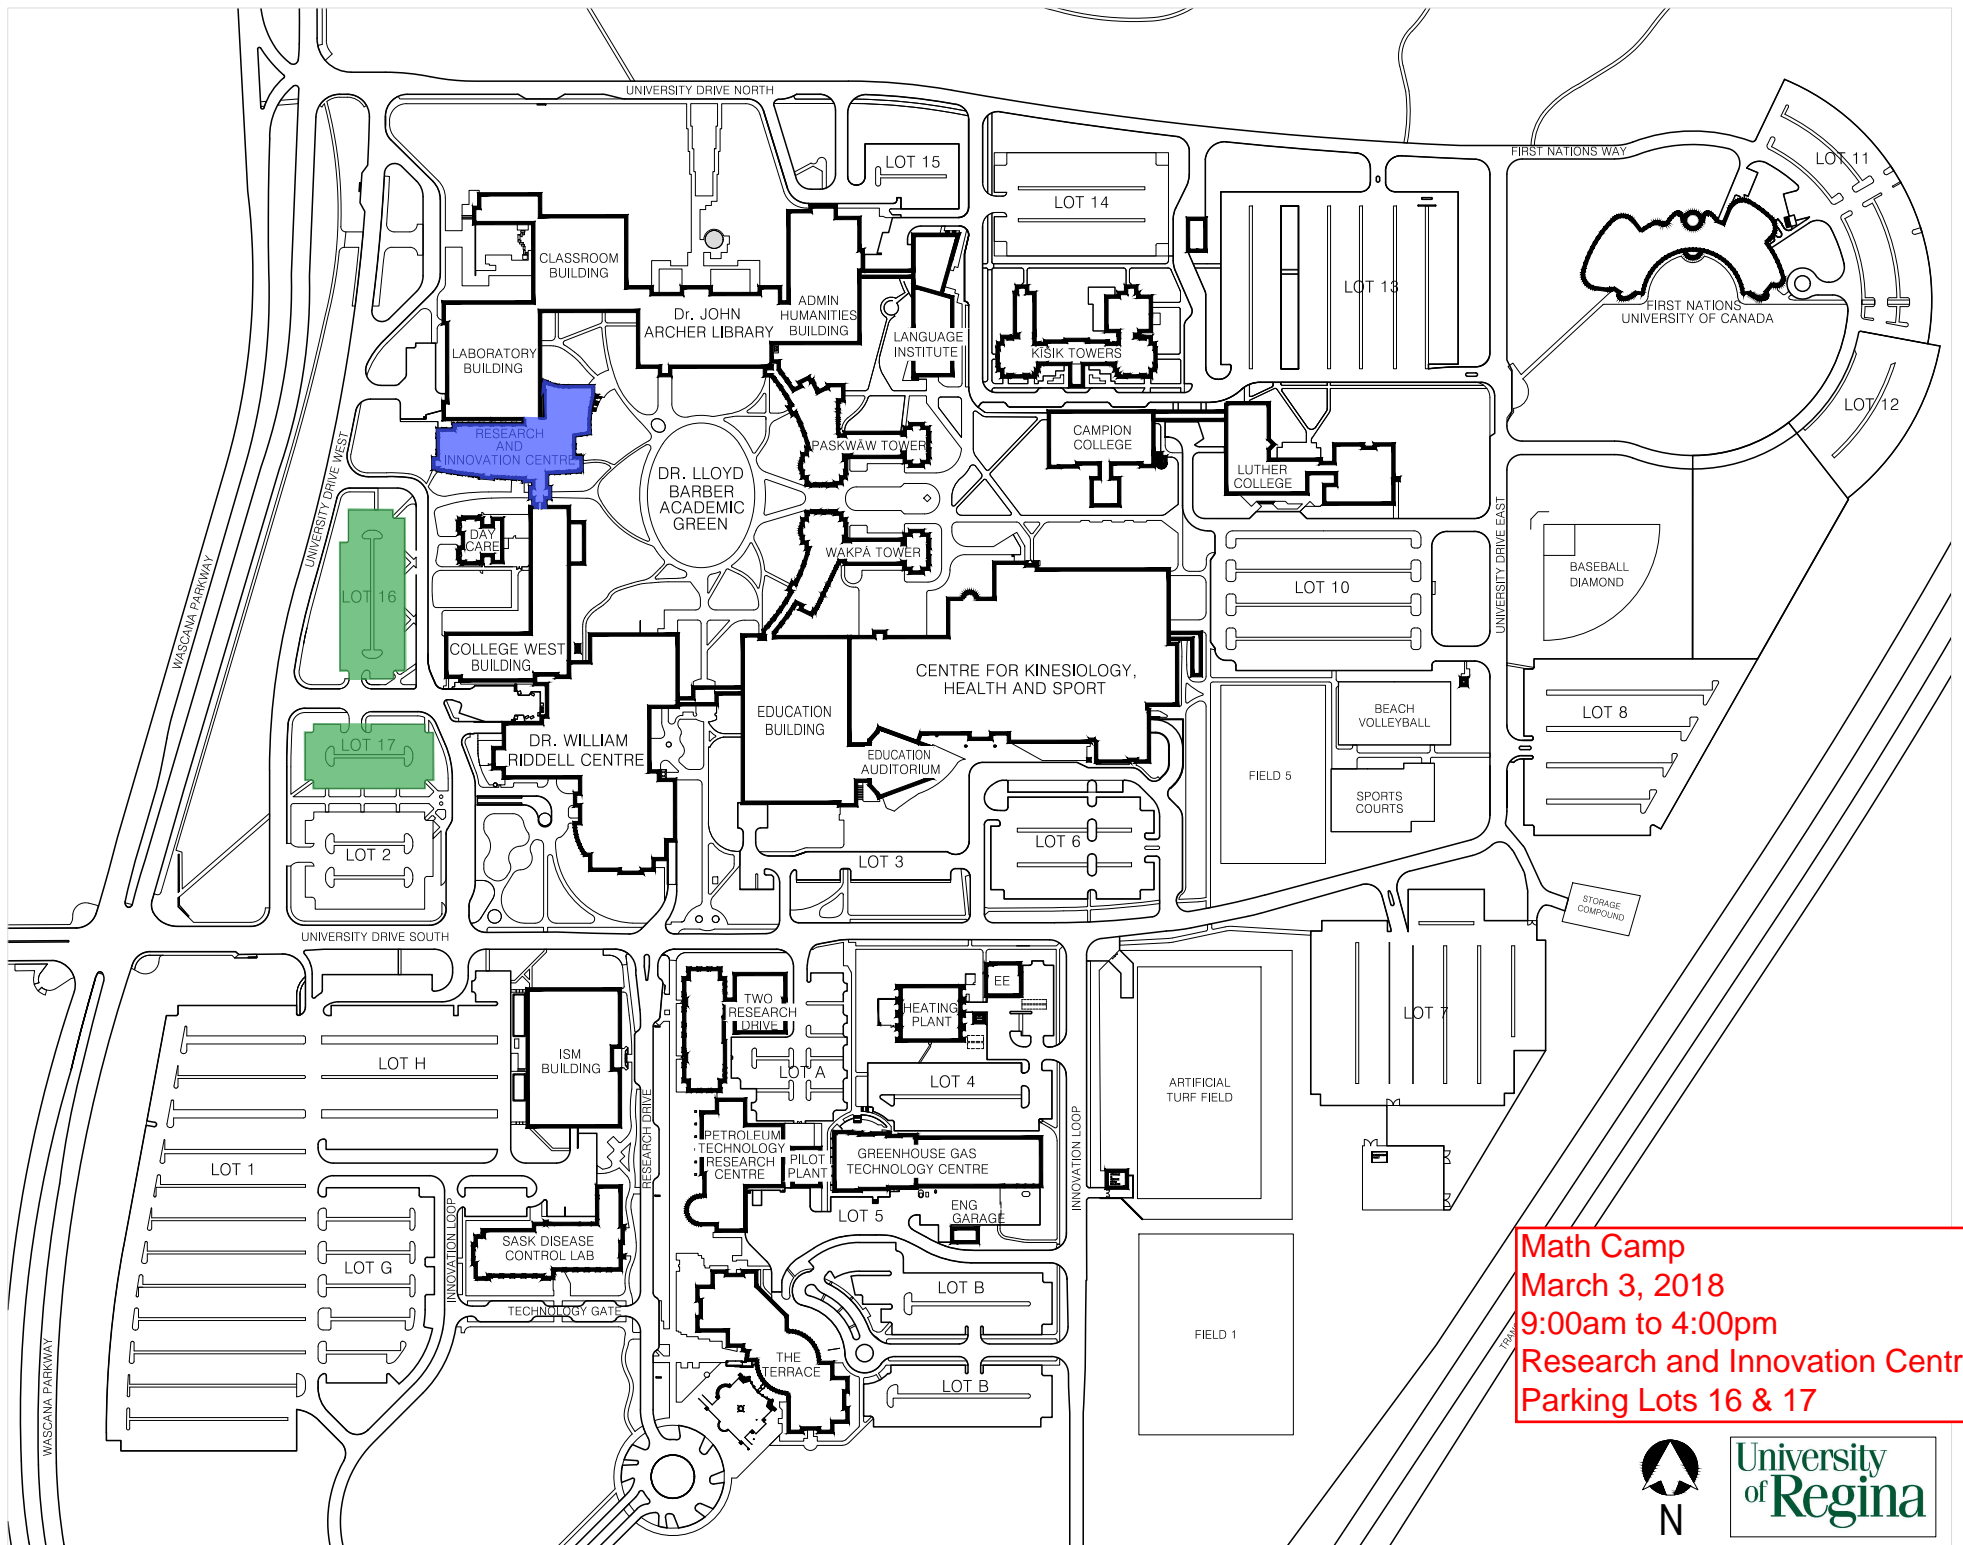 UNIVERSITY DRIVE NORTH
FIRST NATIONS WAY
LOT 11
LOT 15
LOT 14
CLASSROOM
BUILDING
ADMIN
HUMANITIES
BUILDING
Dr. JOHN
ARCHER LIBRARY
LOT 13
FIRST NATIONS
UNIVERSITY OF CANADA
LANGUAGE
INSTITUTE
KĪSIK TOWERS
LABORATORY
BUILDING
LOT 12
RESEARCH
AND
INNOVATION CENTRE
PASKWĀW TOWER
CAMPION
COLLEGE
LUTHER
COLLEGE
DR. LLOYD
BARBER
ACADEMIC
GREEN
UNIVERSITY DRIVE WEST
UNIVERSITY DRIVE EAST
WASCANA PARKWAY
DAY
CARE
WAKPĀ TOWER
BASEBALL
DIAMOND
LOT 10
LOT 16
COLLEGE WEST
BUILDING
CENTRE FOR KINESIOLOGY,
HEALTH AND SPORT
EDUCATION
BUILDING
BEACH
VOLLEYBALL
LOT 8
LOT 17
DR. WILLIAM
RIDDELL CENTRE
EDUCATION
AUDITORIUM
FIELD 5
SPORTS
COURTS
LOT 2
LOT 3
LOT 6
STORAGE
COMPOUND
UNIVERSITY DRIVE SOUTH
TWO
RESEARCH
DRIVE
EE
HEATING
PLANT
LOT 7
LOT H
ISM
BUILDING
LOT A
LOT 4
ARTIFICIAL
TURF FIELD
RESEARCH DRIVE
INNOVATION LOOP
PETROLEUM
TECHNOLOGY
RESEARCH
CENTRE
PILOT
PLANT
GREENHOUSE GAS
TECHNOLOGY CENTRE
LOT 1
LOT 5
ENG
GARAGE
INNOVATION LOOP
SASK DISEASE
CONTROL LAB
LOT G
LOT B
TECHNOLOGY GATE
FIELD 1
THE
TERRACE
LOT B
WASCANA PARKWAY
TRAN
Math Camp
March 3, 2018
9:00am to 4:00pm
Research and Innovation Centr
Parking Lots 16 & 17
N
University
of Regina